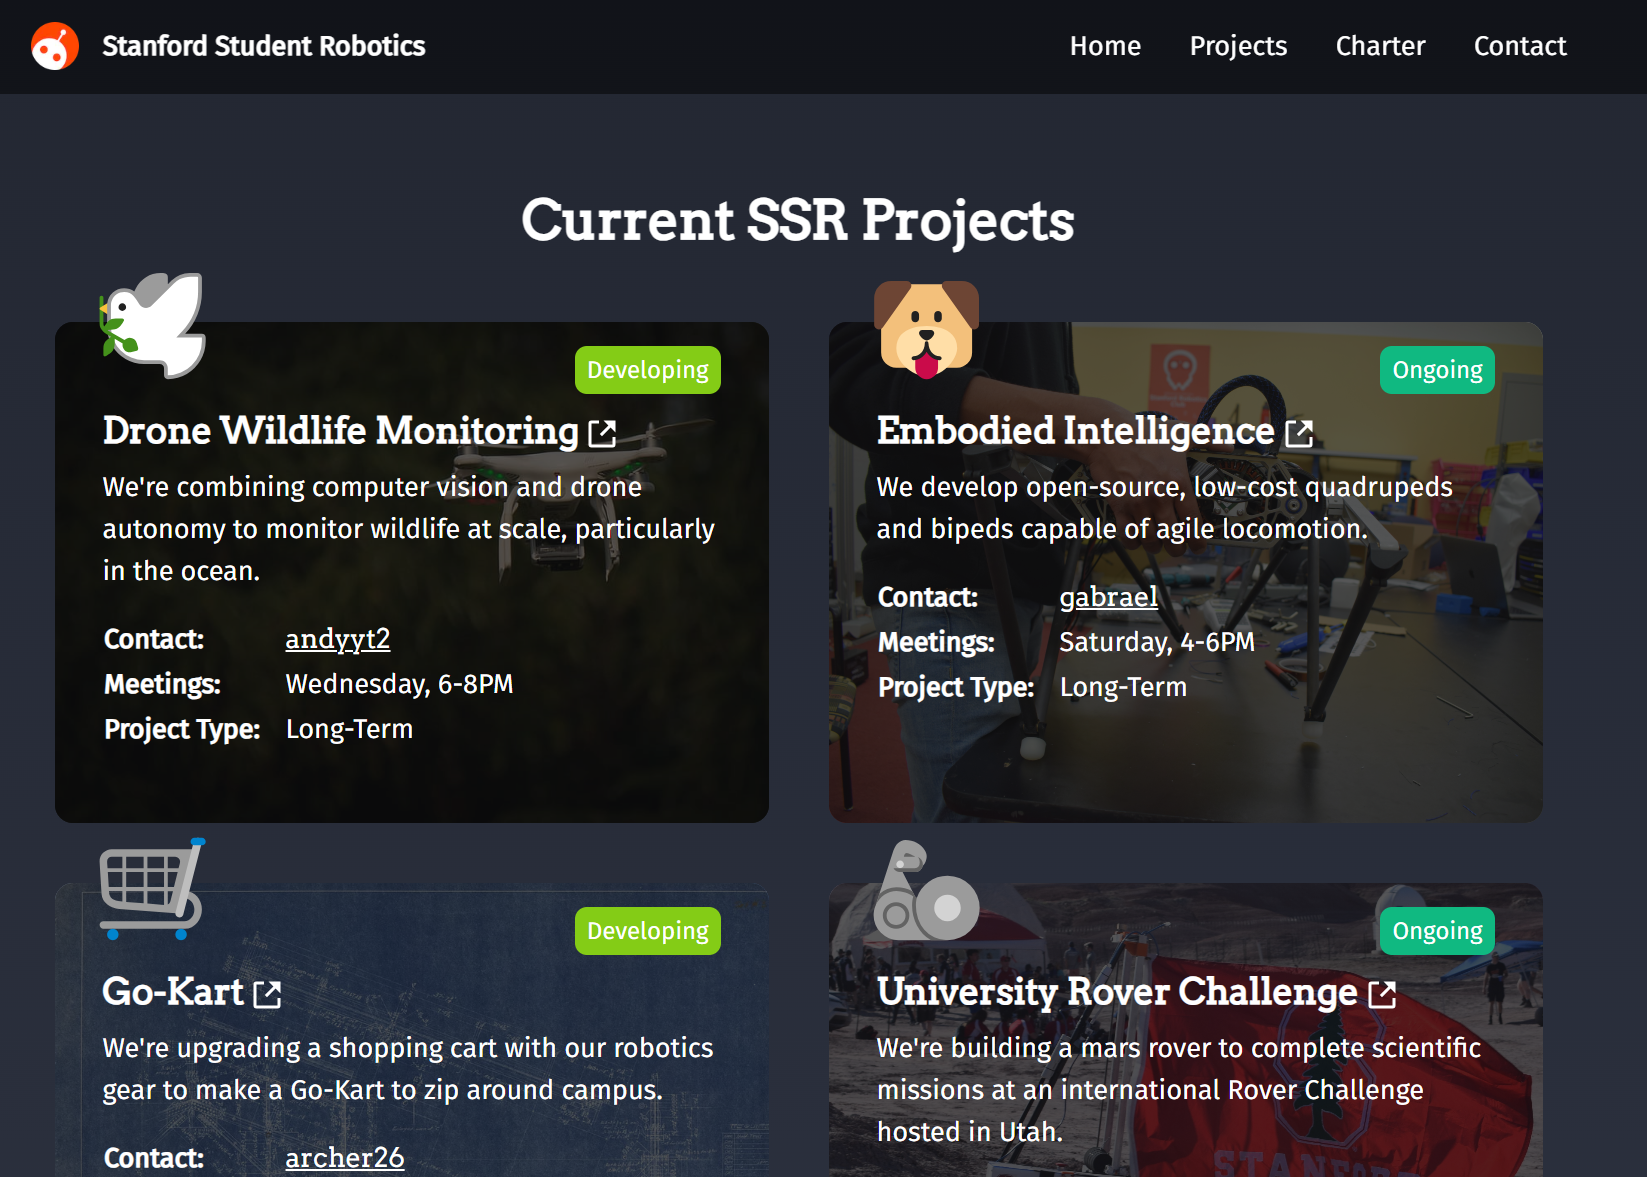 Stanford Student Robotics
Home
Projects
Charter
Contact
Current SSR Projects
Developing
Drone Wildlife Monitoring
We're combining computer vision and drone
autonomy to monitor wildlife at scale, particularly
in the ocean.
Contact: andyyt2
Meetings: Wednesday, 6-8PM
Project Type: Long-Term
Ongoing
Embodied Intelligence
We develop open-source, low-cost quadrupeds
and bipeds capable of agile locomotion.
Contact: gabrael
Meetings: Saturday, 4-6PM
Project Type: Long-Term
Developing
Go-Kart
We're upgrading a shopping cart with our robotics
gear to make a Go-Kart to zip around campus.
Contact: archer26
Ongoing
University Rover Challenge
We're building a mars rover to complete scientific
missions at an international Rover Challenge
hosted in Utah.
STANFORD